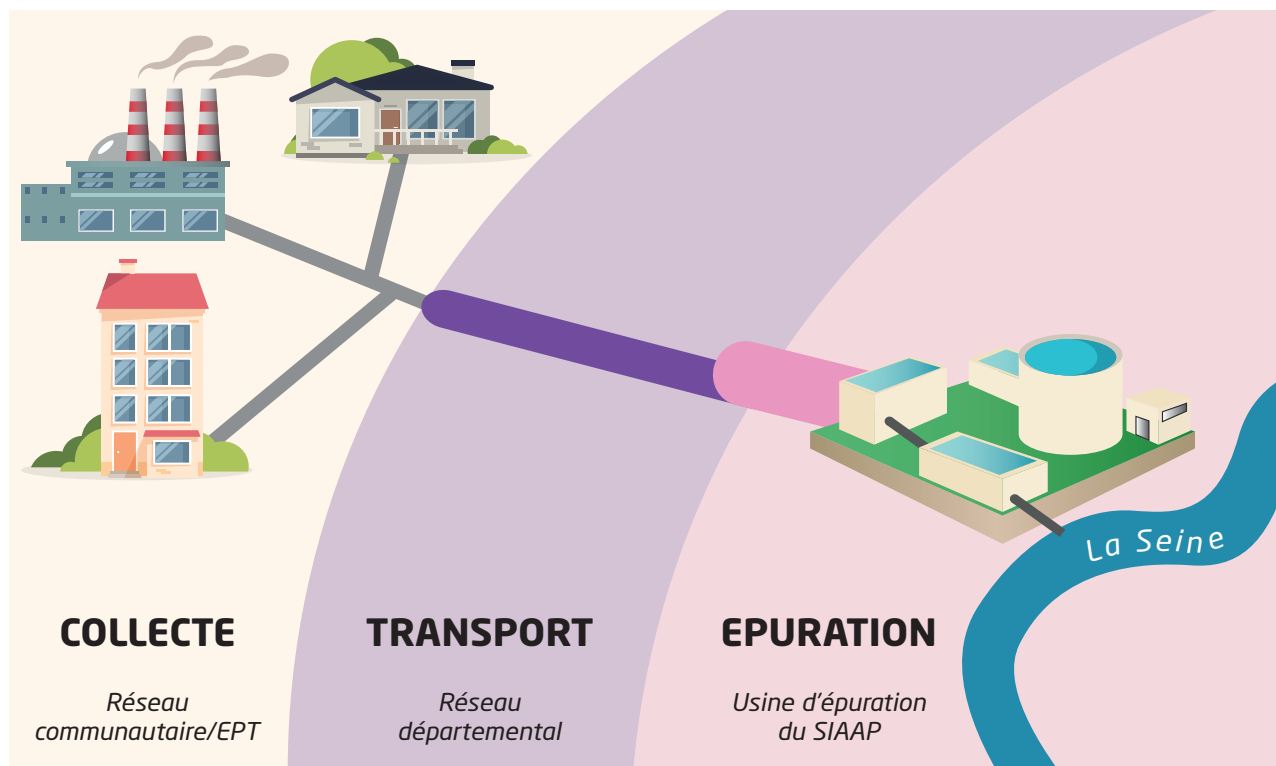 La Seine
COLLECTE
Réseau
communautaire/EPT
TRANSPORT
Réseau
départemental
EPURATION
Usine d'épuration
du SIAAP